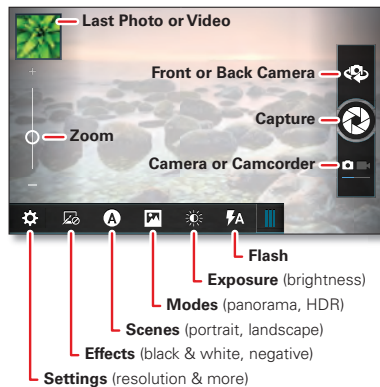 Last Photo or Video
Front or Back Camera
Capture
Zoom
Camera or Camcorder
A
A
Flash
Exposure (brightness)
Modes (panorama, HDR)
Scenes (portrait, landscape)
Effects (black & white, negative)
Settings (resolution & more)